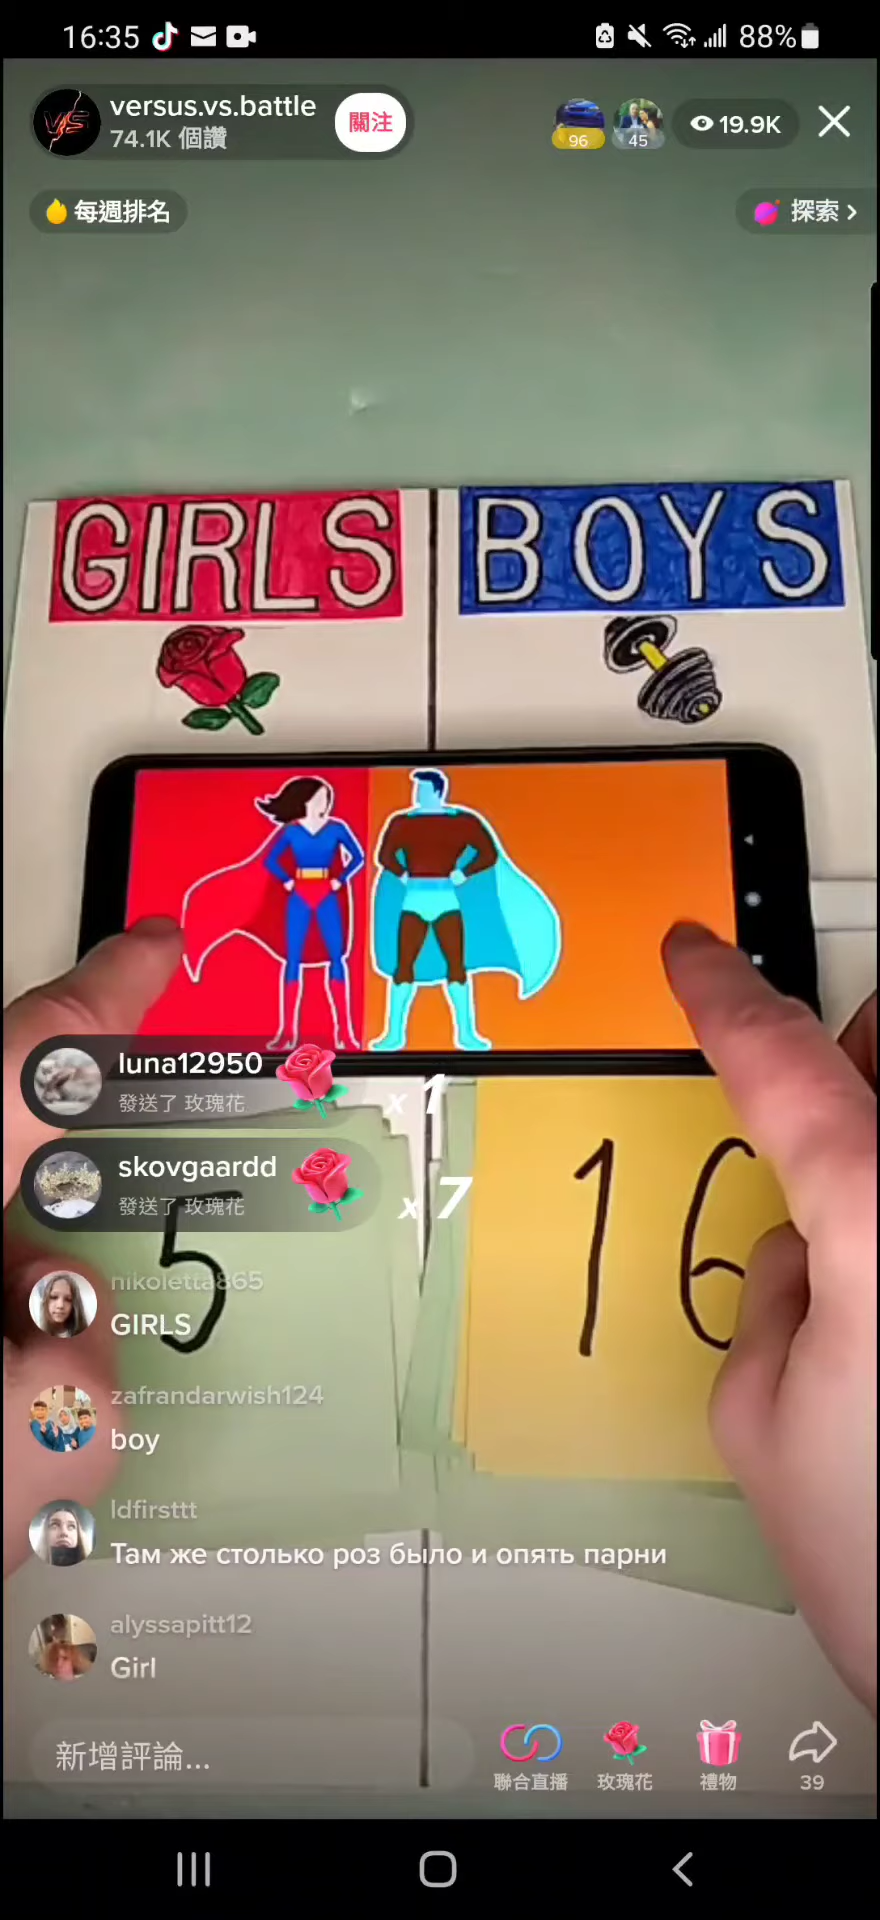 16:35
88%
versus.vs.battle
74.1K 個讚
關注
96
45
19.9K
每週排名
探索
GIRLS
BOYS
luna12950
發送了 玫瑰花
x 1
skovgaardd
發送了 玫瑰花
x 7
5
16
nikoletta865
GIRLS
zafrandarwish124
boy
ldfirsttt
Там же столько роз было и опять парни
alyssapitt12
Girl
新增評論...
聯合直播
玫瑰花
禮物
39